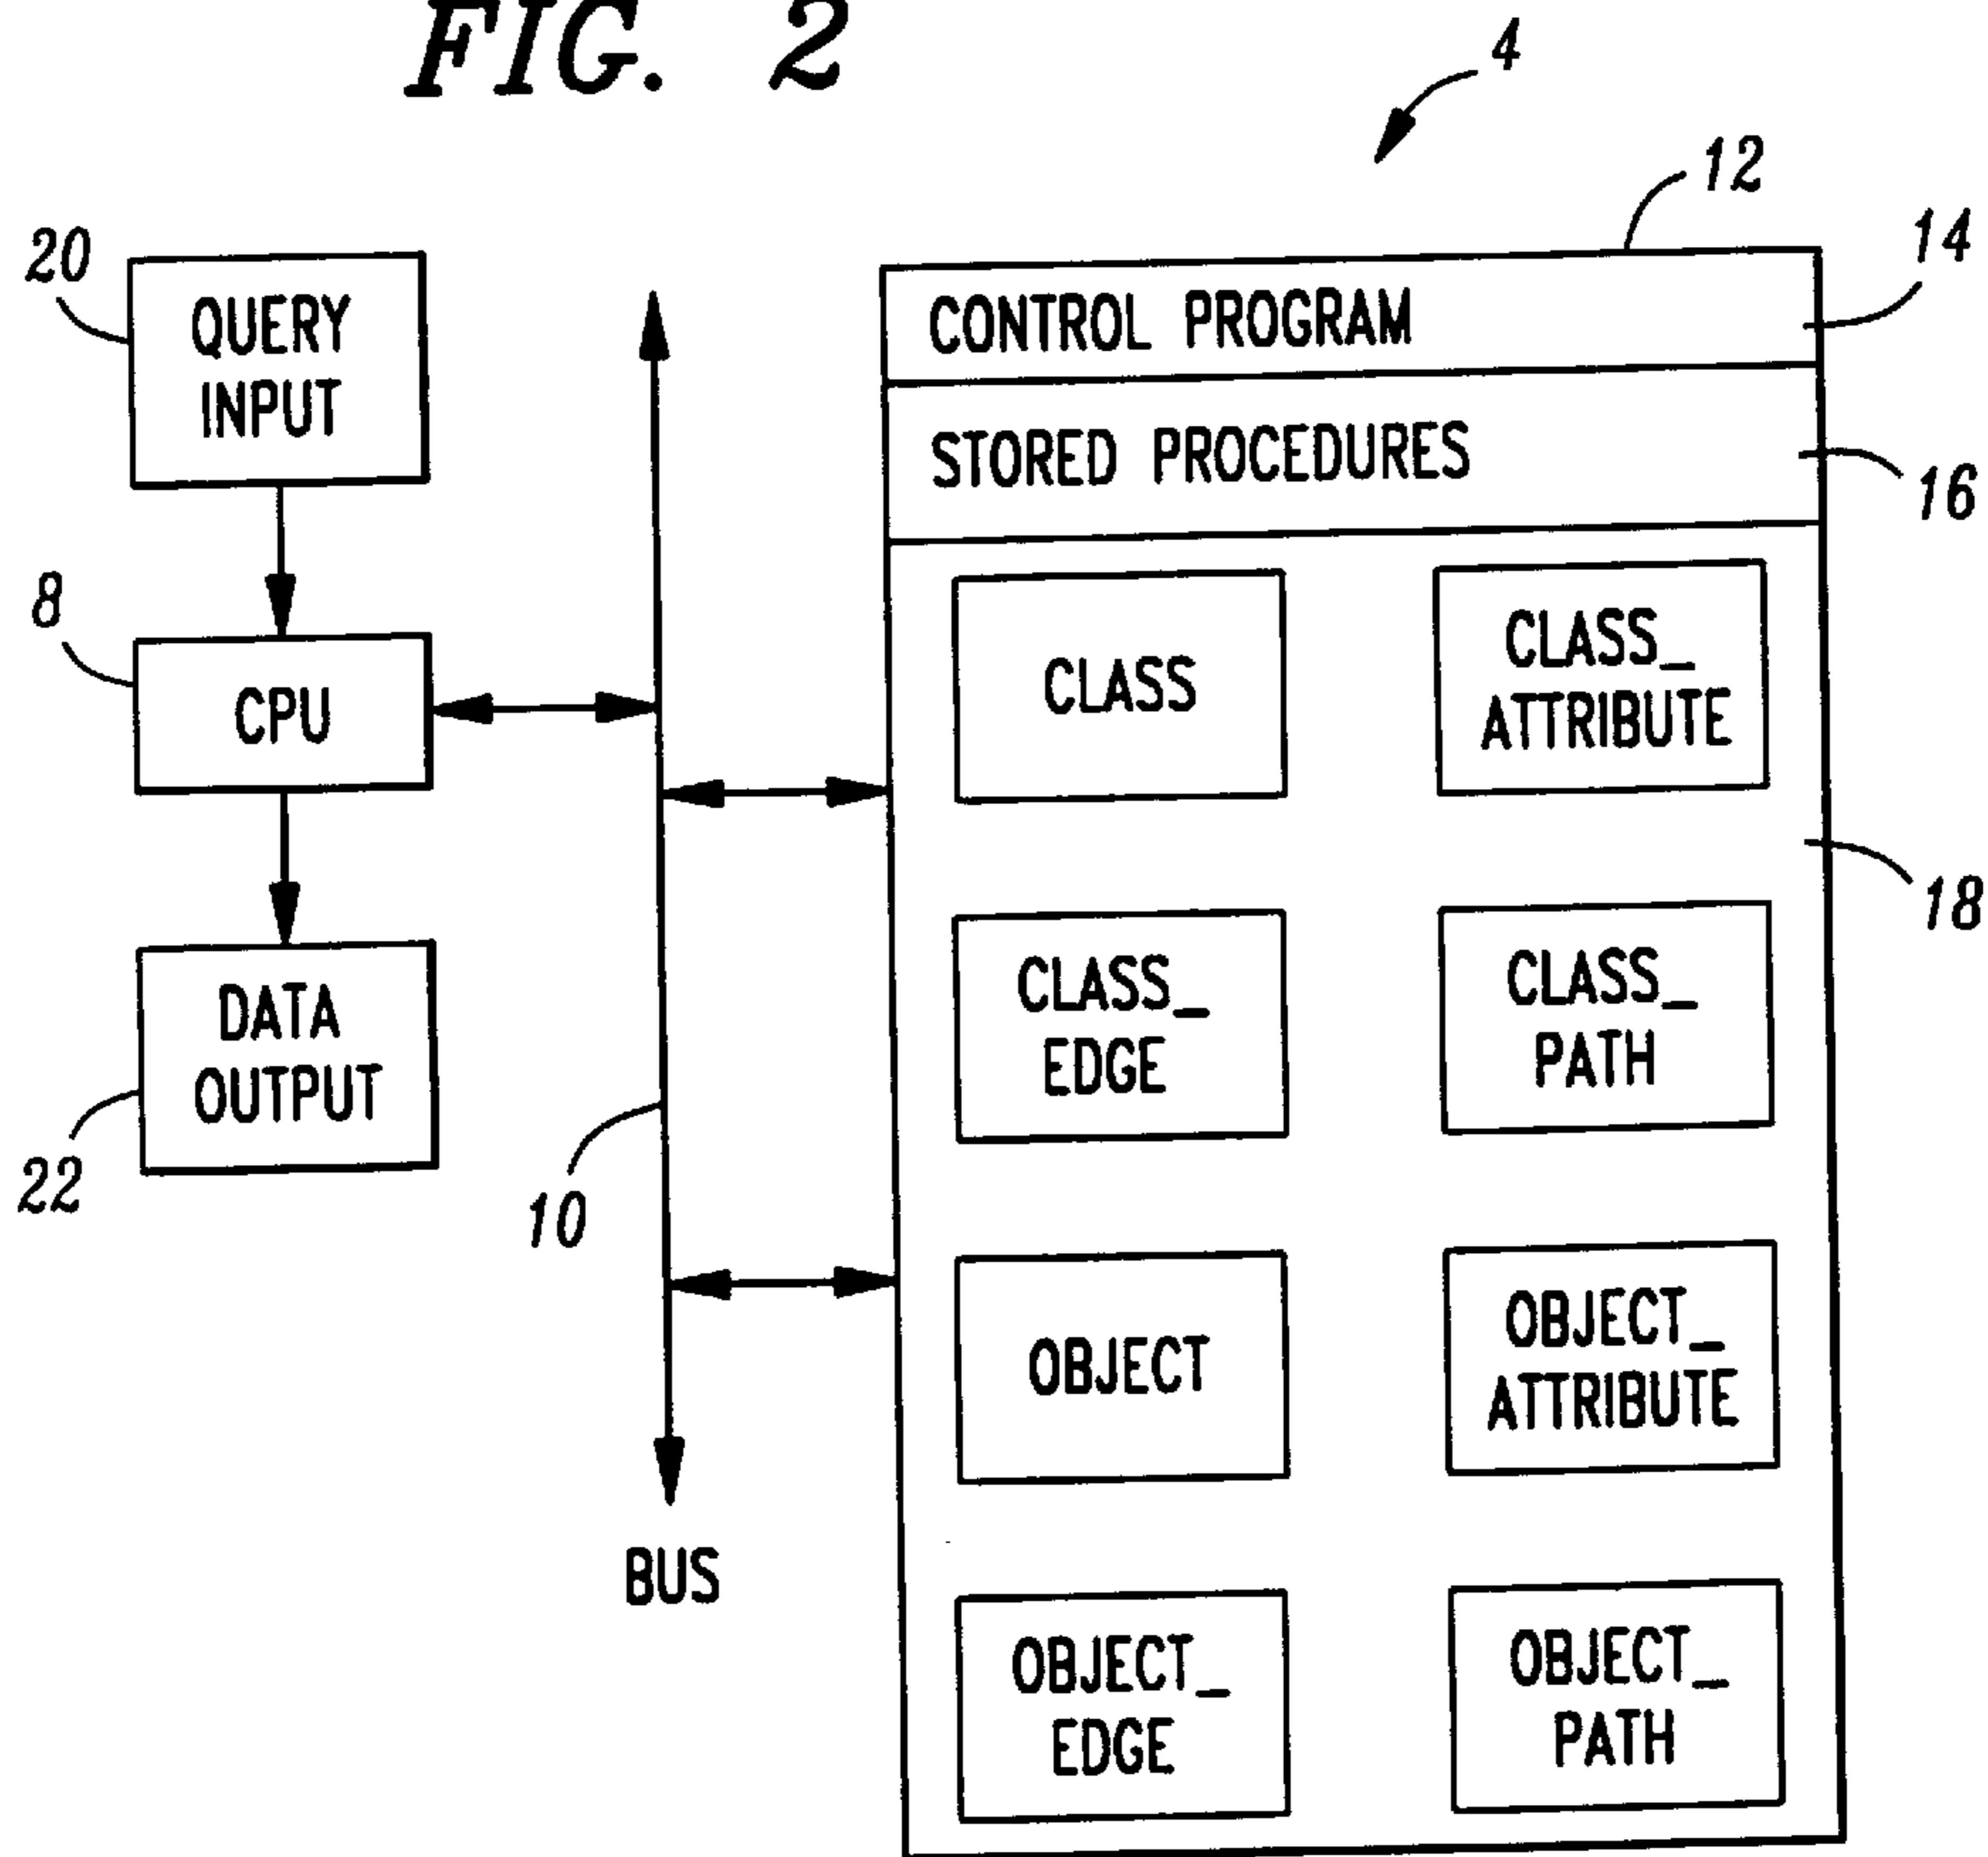 FIG. 2
4
12
14
20
QUERY
INPUT
CONTROL PROGRAM
STORED PROCEDURES
16
8
CPU
CLASS
CLASS_
ATTRIBUTE
18
DATA
OUTPUT
22
10
CLASS_
EDGE
CLASS_
PATH
OBJECT
OBJECT_
ATTRIBUTE
BUS
OBJECT_
EDGE
OBJECT_
PATH